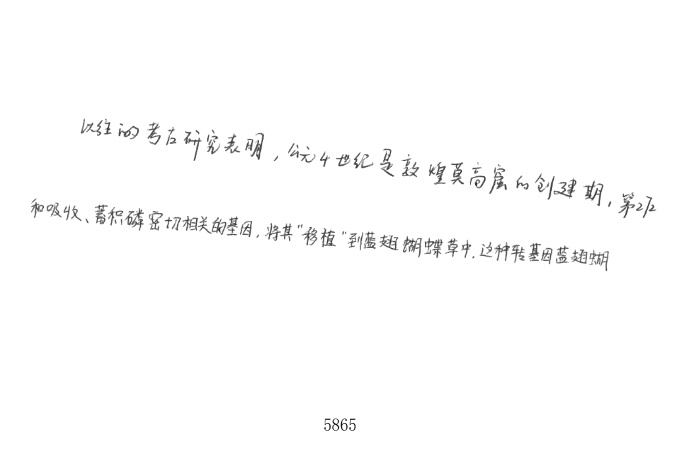 以往的考古研究表明，公元4世纪是敦煌莫高窟的创建期，第272
和吸收、蓄积磷密切相关的基因，将其"移植"到蓝翅蝴蝶草中，这种转基因蓝翅蝴
5865